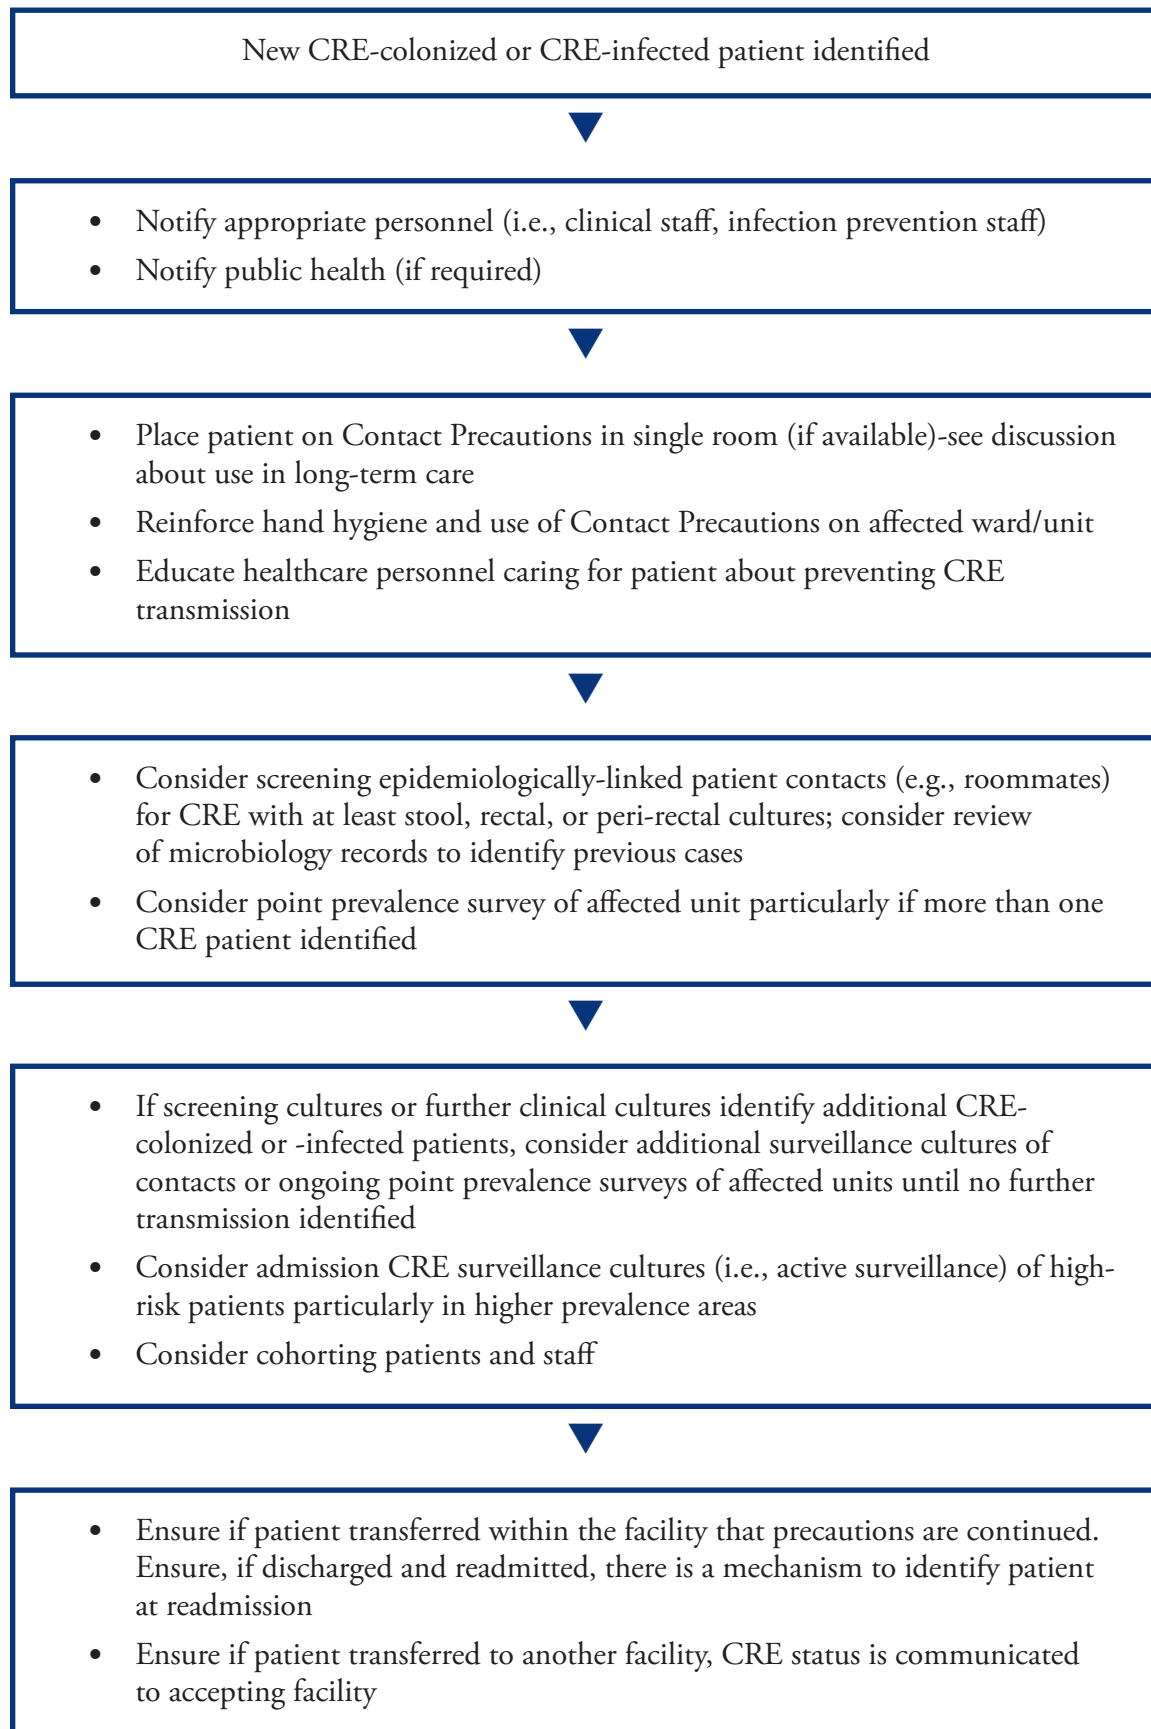 New CRE-colonized or CRE-infected patient identified
• Notify appropriate personnel (i.e., clinical staff, infection prevention staff)
• Notify public health (if required)
• Place patient on Contact Precautions in single room (if available)-see discussion
about use in long-term care
• Reinforce hand hygiene and use of Contact Precautions on affected ward/unit
• Educate healthcare personnel caring for patient about preventing CRE
transmission
• Consider screening epidemiologically-linked patient contacts (e.g., roommates)
for CRE with at least stool, rectal, or peri-rectal cultures; consider review
of microbiology records to identify previous cases
• Consider point prevalence survey of affected unit particularly if more than one
CRE patient identified
• If screening cultures or further clinical cultures identify additional CRE-
colonized or -infected patients, consider additional surveillance cultures of
contacts or ongoing point prevalence surveys of affected units until no further
transmission identified
• Consider admission CRE surveillance cultures (i.e., active surveillance) of high-
risk patients particularly in higher prevalence areas
• Consider cohorting patients and staff
• Ensure if patient transferred within the facility that precautions are continued.
Ensure, if discharged and readmitted, there is a mechanism to identify patient
at readmission
• Ensure if patient transferred to another facility, CRE status is communicated
to accepting facility